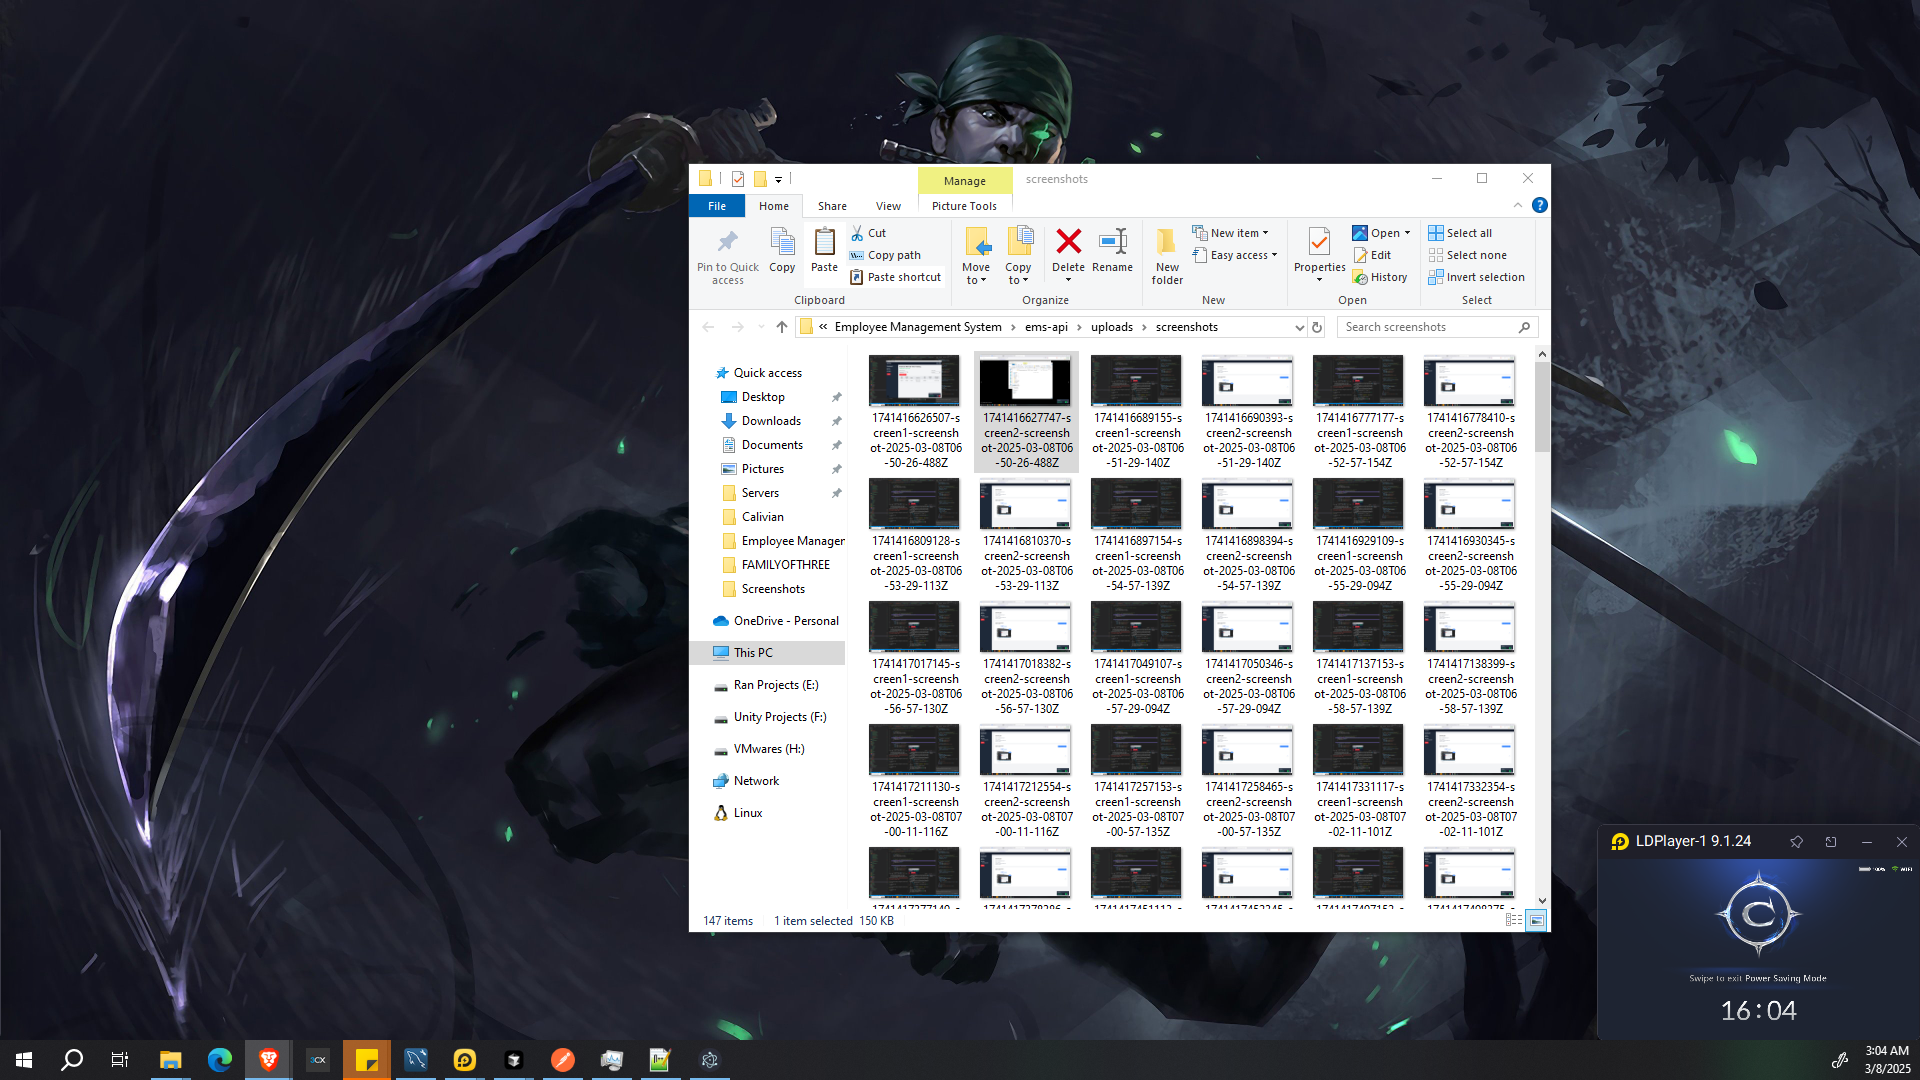 Manage
screenshots
File
Home
Share
View
Picture Tools
Pin to Quick access
Copy
Paste
Cut
Copy path
Paste shortcut
Move to
Copy to
Delete
Rename
New folder
New item
Easy access
Properties
Open
Edit
History
Select all
Select none
Invert selection
Clipboard
Organize
New
Open
Select
« Employee Management System › ems-api › uploads › screenshots
Search screenshots
Quick access
Desktop
Downloads
Documents
Pictures
Servers
Calivian
Employee Manager
FAMILYOFTHREE
Screenshots
OneDrive - Personal
This PC
Ran Projects (E:)
Unity Projects (F:)
VMwares (H:)
Network
Linux
1741416626507-screen1-screenshot-2025-03-08T06-50-26-488Z
1741416627747-screen2-screenshot-2025-03-08T06-50-26-488Z
1741416689155-screen1-screenshot-2025-03-08T06-51-29-140Z
1741416690393-screen2-screenshot-2025-03-08T06-51-29-140Z
1741416777177-screen1-screenshot-2025-03-08T06-52-57-154Z
1741416778410-screen2-screenshot-2025-03-08T06-52-57-154Z
1741416809128-screen1-screenshot-2025-03-08T06-53-29-113Z
1741416810370-screen2-screenshot-2025-03-08T06-53-29-113Z
1741416897154-screen1-screenshot-2025-03-08T06-54-57-139Z
1741416898394-screen2-screenshot-2025-03-08T06-54-57-139Z
1741416929109-screen1-screenshot-2025-03-08T06-55-29-094Z
1741416930345-screen2-screenshot-2025-03-08T06-55-29-094Z
1741417017145-screen1-screenshot-2025-03-08T06-56-57-130Z
1741417018382-screen2-screenshot-2025-03-08T06-56-57-130Z
1741417049107-screen1-screenshot-2025-03-08T06-57-29-094Z
1741417050346-screen2-screenshot-2025-03-08T06-57-29-094Z
1741417137153-screen1-screenshot-2025-03-08T06-58-57-139Z
1741417138399-screen2-screenshot-2025-03-08T06-58-57-139Z
1741417211130-screen1-screenshot-2025-03-08T07-00-11-116Z
1741417212554-screen2-screenshot-2025-03-08T07-00-11-116Z
1741417257153-screen1-screenshot-2025-03-08T07-00-57-135Z
1741417258465-screen2-screenshot-2025-03-08T07-00-57-135Z
1741417331117-screen1-screenshot-2025-03-08T07-02-11-101Z
1741417332354-screen2-screenshot-2025-03-08T07-02-11-101Z
147 items
1 item selected 150 KB
LDPlayer-1 9.1.24
Swipe to exit Power Saving Mode
16:04
3CX
3:04 AM
3/8/2025